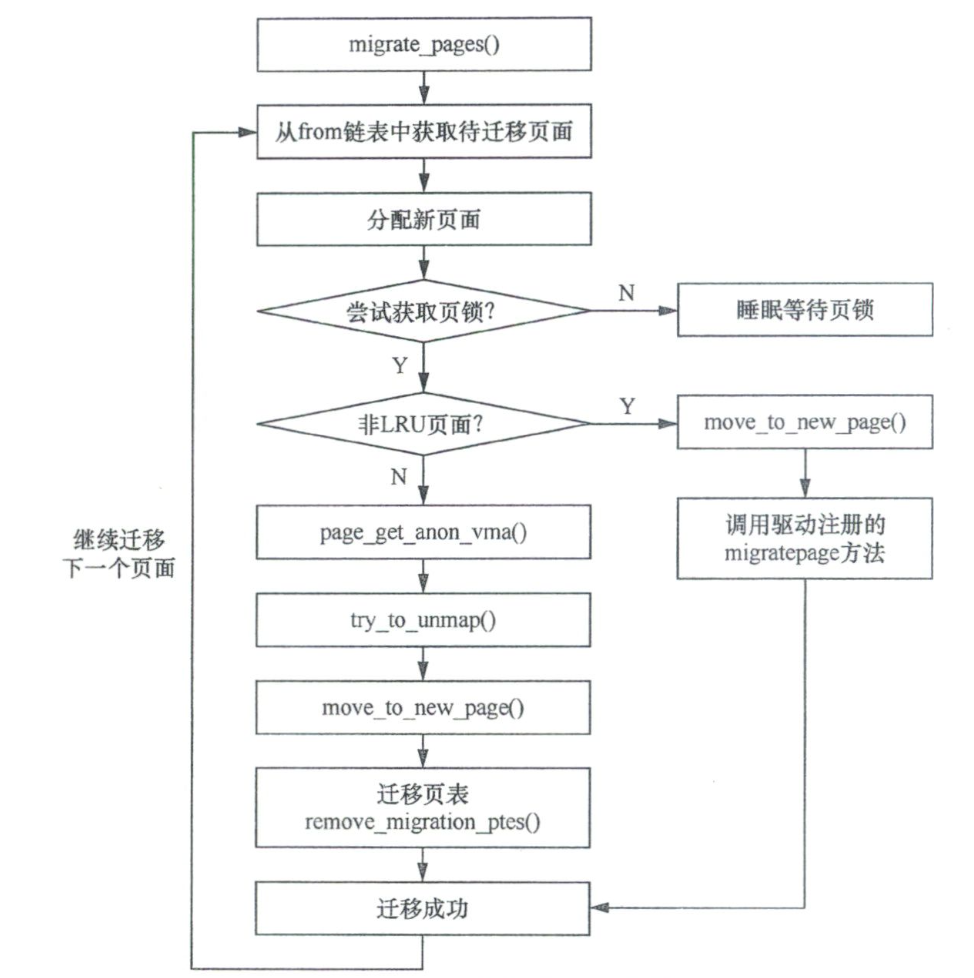 migrate_pages()
从from链表中获取待迁移页面
分配新页面
尝试获取页锁?
N
睡眠等待页锁
Y
非LRU页面?
Y
move_to_new_page()
N
page_get_anon_vma()
调用驱动注册的
migratepage方法
继续迁移
下一个页面
try_to_unmap()
move_to_new_page()
迁移页表
remove_migration_ptes()
迁移成功